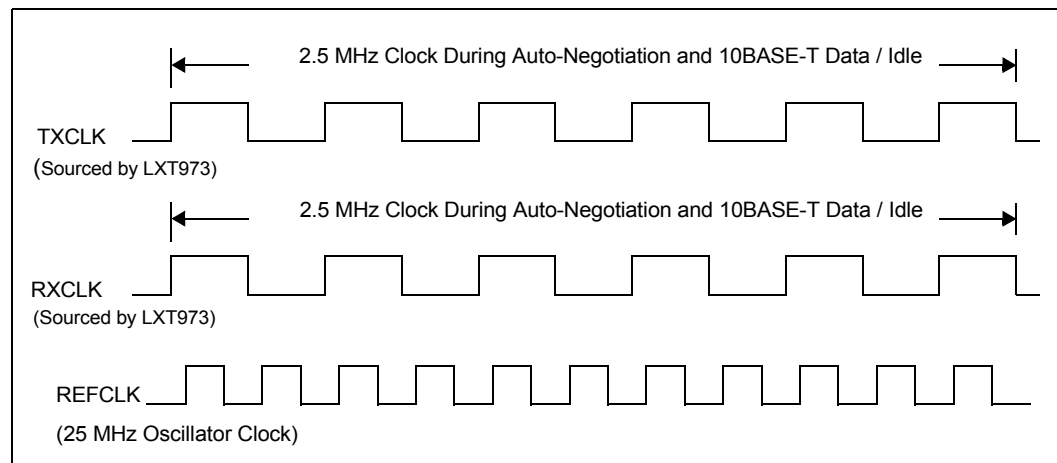 2.5 MHz Clock During Auto-Negotiation and 10BASE-T Data / Idle
TXCLK
(Sourced by LXT973)
2.5 MHz Clock During Auto-Negotiation and 10BASE-T Data / Idle
RXCLK
(Sourced by LXT973)
REFCLK
(25 MHz Oscillator Clock)